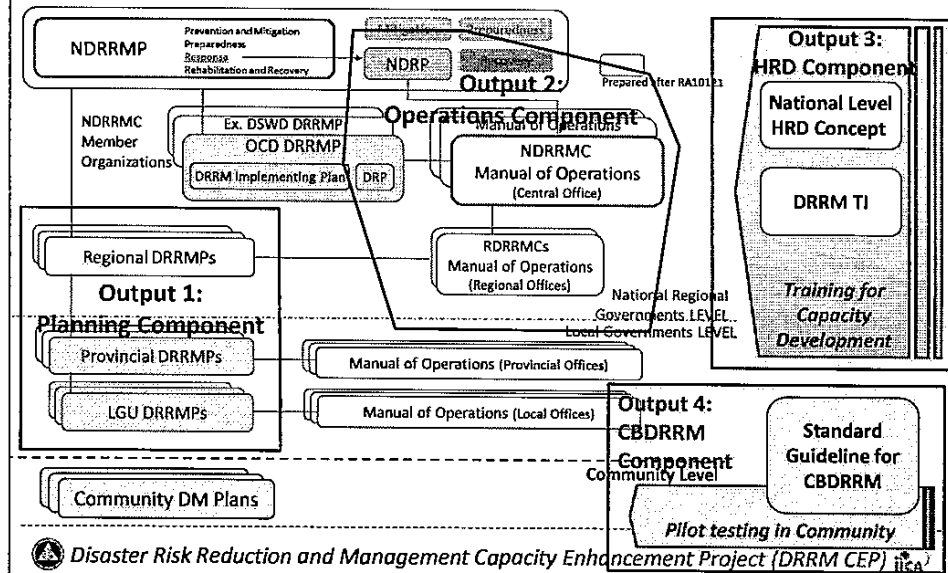 NDRRMP
Prevention and Mitigation
Preparedness
Response
Rehabilitation and Recovery
Mitigation
Preparedness
NDRP
Output 2:
Operations Component
Prepared after RA10121
Output 3:
HRD Component
National Level
HRD Concept
DRRM TI
Training for
Capacity
Development
NDRRMC
Member
Organizations
Ex. DSWD DRRMP
OCD DRRMP
DRRM Implementing Plan
DRP
Manual of Operations
NDRRMC
Manual of Operations
(Central Office)
Regional DRRMPs
RDRRMCs
Manual of Operations
(Regional Offices)
Output 1:
Planning Component
National Regional
Governments LEVEL
Local Governments LEVEL
Provincial DRRMPs
Manual of Operations (Provincial Offices)
LGU DRRMPs
Manual of Operations (Local Offices)
Output 4:
CBDRRM
Component
Standard
Guideline for
CBDRRM
Community Level
Community DM Plans
Pilot testing in Community
Disaster Risk Reduction and Management Capacity Enhancement Project (DRRM CEP)
jica